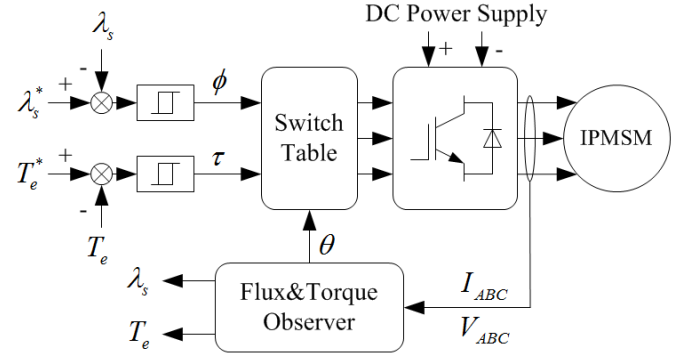 DC Power Supply
λs
-
+
-
+
λs*
ϕ
Switch
Table
IPMSM
Te*
+
τ
-
Te
θ
λs
Flux&Torque
Observer
IABC
Te
VABC